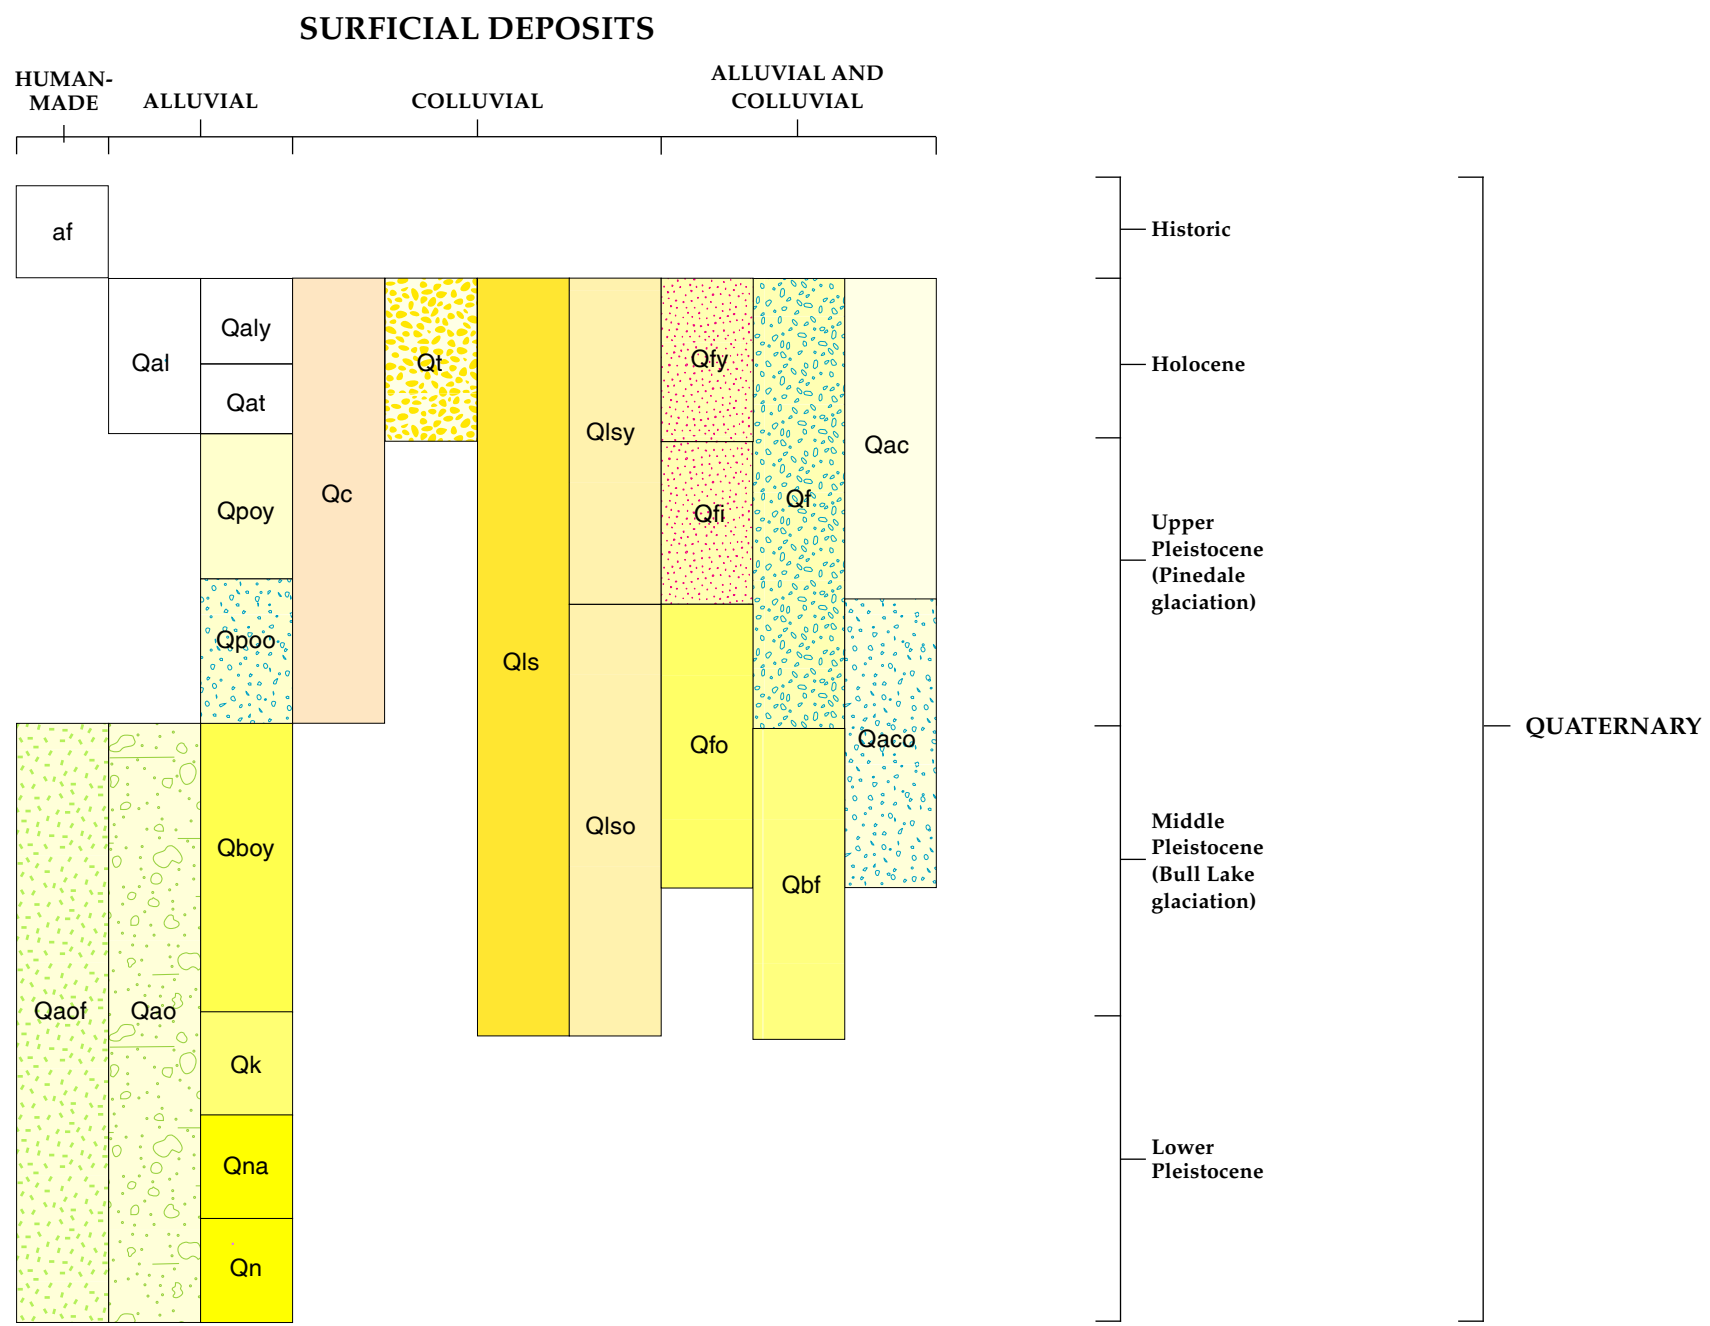 SURFICIAL DEPOSITS
HUMAN-
MADE
ALLUVIAL
COLLUVIAL
ALLUVIAL AND
COLLUVIAL
af
Qal
Qaly
Qat
Qpoy
Qpoo
Qc
Qt
Qls
Qlsy
Qlso
Qfy
Qfi
Qfo
Qf
Qbf
Qac
Qaco
Qaof
Qao
Qboy
Qk
Qna
Qn
Historic
Holocene
Upper
Pleistocene
(Pinedale
glaciation)
Middle
Pleistocene
(Bull Lake
glaciation)
Lower
Pleistocene
QUATERNARY